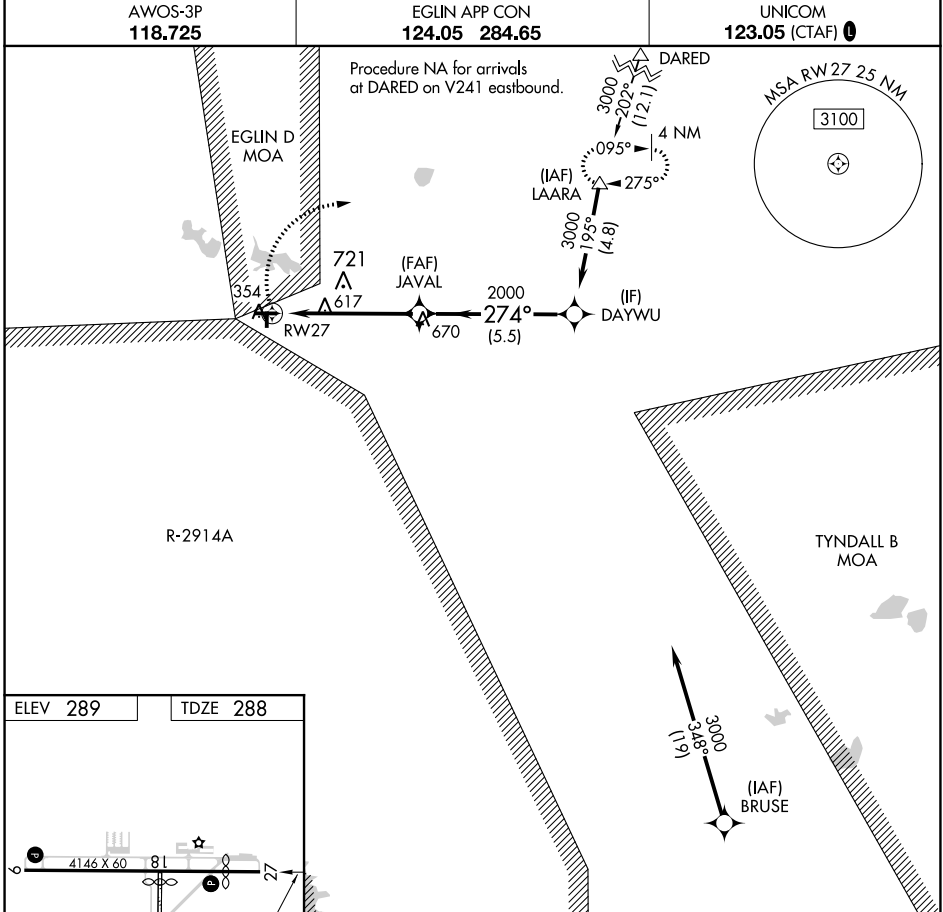 AWOS-3P
118.725
EGLIN APP CON
124.05 284.65
UNICOM
123.05 (CTAF) L
Procedure NA for arrivals
at DARED on V241 eastbound.
DARED
3000
202°
(12.1)
MSA RW27 25 NM
3100
EGLIN D
MOA
4 NM
095°
275°
(IAF)
LAARA
3000
195°
(4.8)
721
354
617
RW27
(FAF)
JAVAL
670
2000
274°
(5.5)
(IF)
DAYWU
R-2914A
TYNDALL B
MOA
3000
348°
(19)
(IAF)
BRUSE
ELEV 289
TDZE 288
P
4146 X 60
18
9
27
P